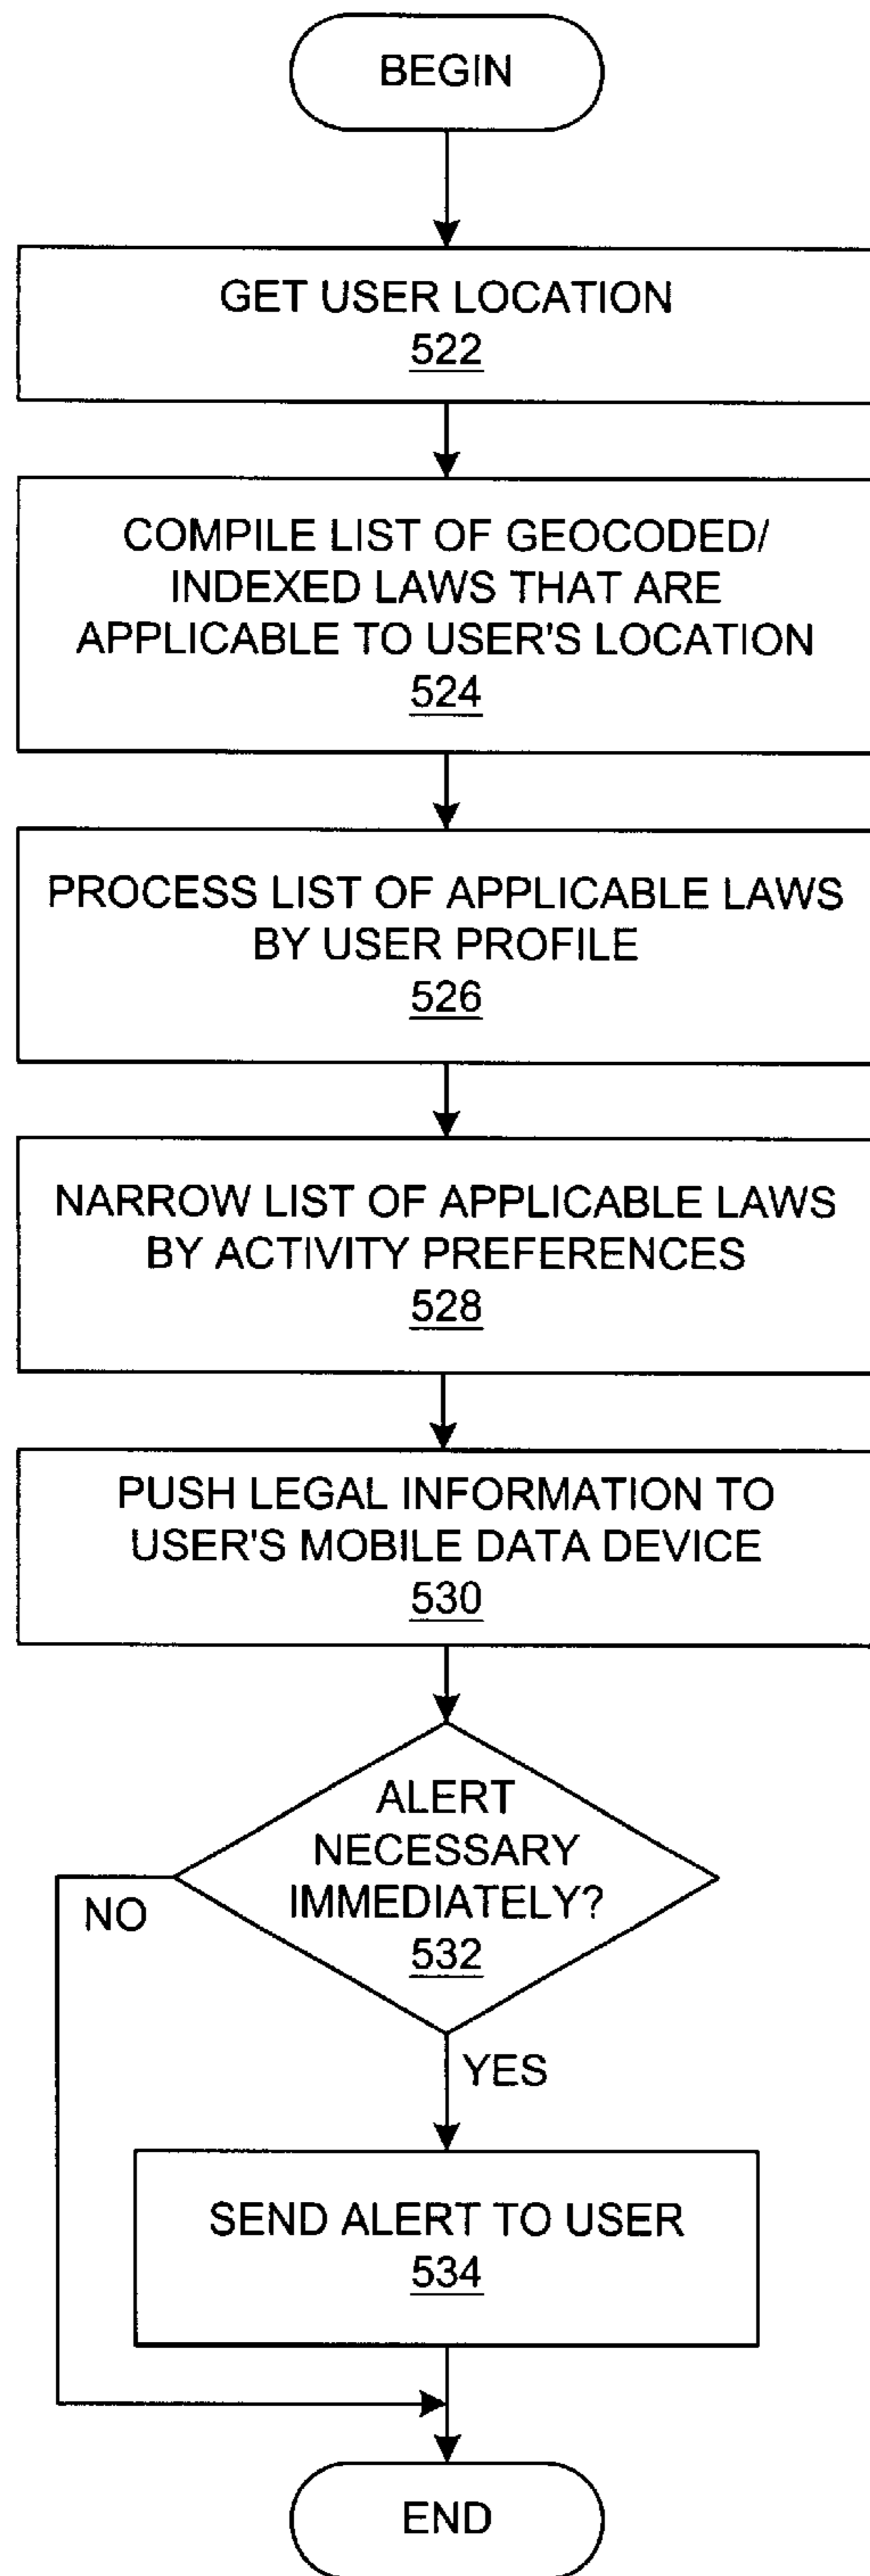 BEGIN
GET USER LOCATION
522
COMPILE LIST OF GEOCODED/
INDEXED LAWS THAT ARE
APPLICABLE TO USER'S LOCATION
524
PROCESS LIST OF APPLICABLE LAWS
BY USER PROFILE
526
NARROW LIST OF APPLICABLE LAWS
BY ACTIVITY PREFERENCES
528
PUSH LEGAL INFORMATION TO
USER'S MOBILE DATA DEVICE
530
ALERT
NECESSARY
IMMEDIATELY?
532
NO
YES
SEND ALERT TO USER
534
END